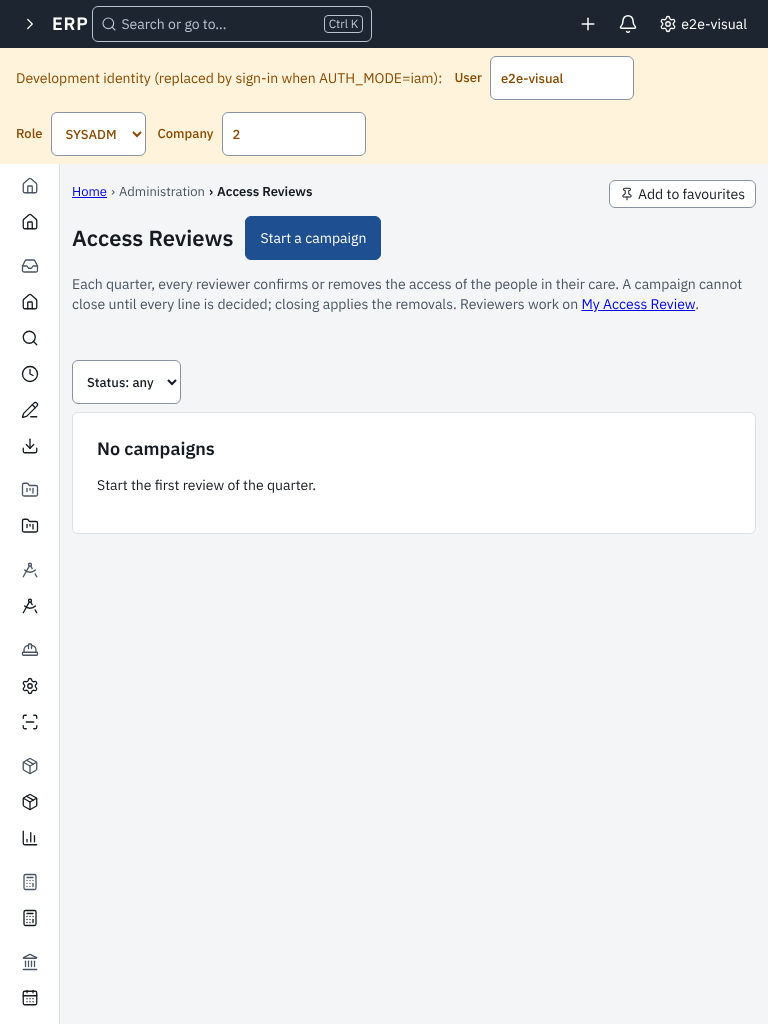 ERP Search or go to... Ctrl K e2e-visual
Development identity (replaced by sign-in when AUTH_MODE=iam): User e2e-visual
Role SYSADM Company 2
Home › Administration › Access Reviews Add to favourites
Access Reviews Start a campaign
Each quarter, every reviewer confirms or removes the access of the people in their care. A campaign cannot
close until every line is decided; closing applies the removals. Reviewers work on My Access Review.
Status: any
No campaigns
Start the first review of the quarter.